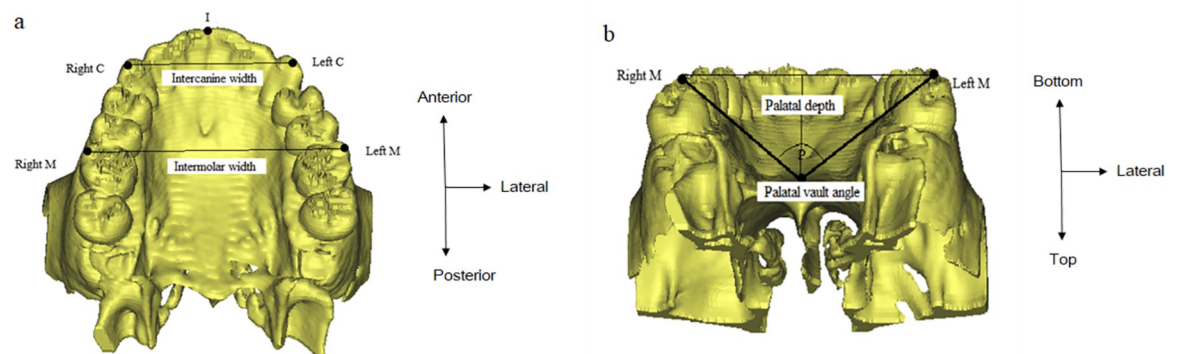 a
I
Right C
Left C
Intercanine width
Right M
Left M
Intermolar width
Anterior
Lateral
Posterior
b
Right M
Left M
Palatal depth
P
Palatal vault angle
Bottom
Lateral
Top